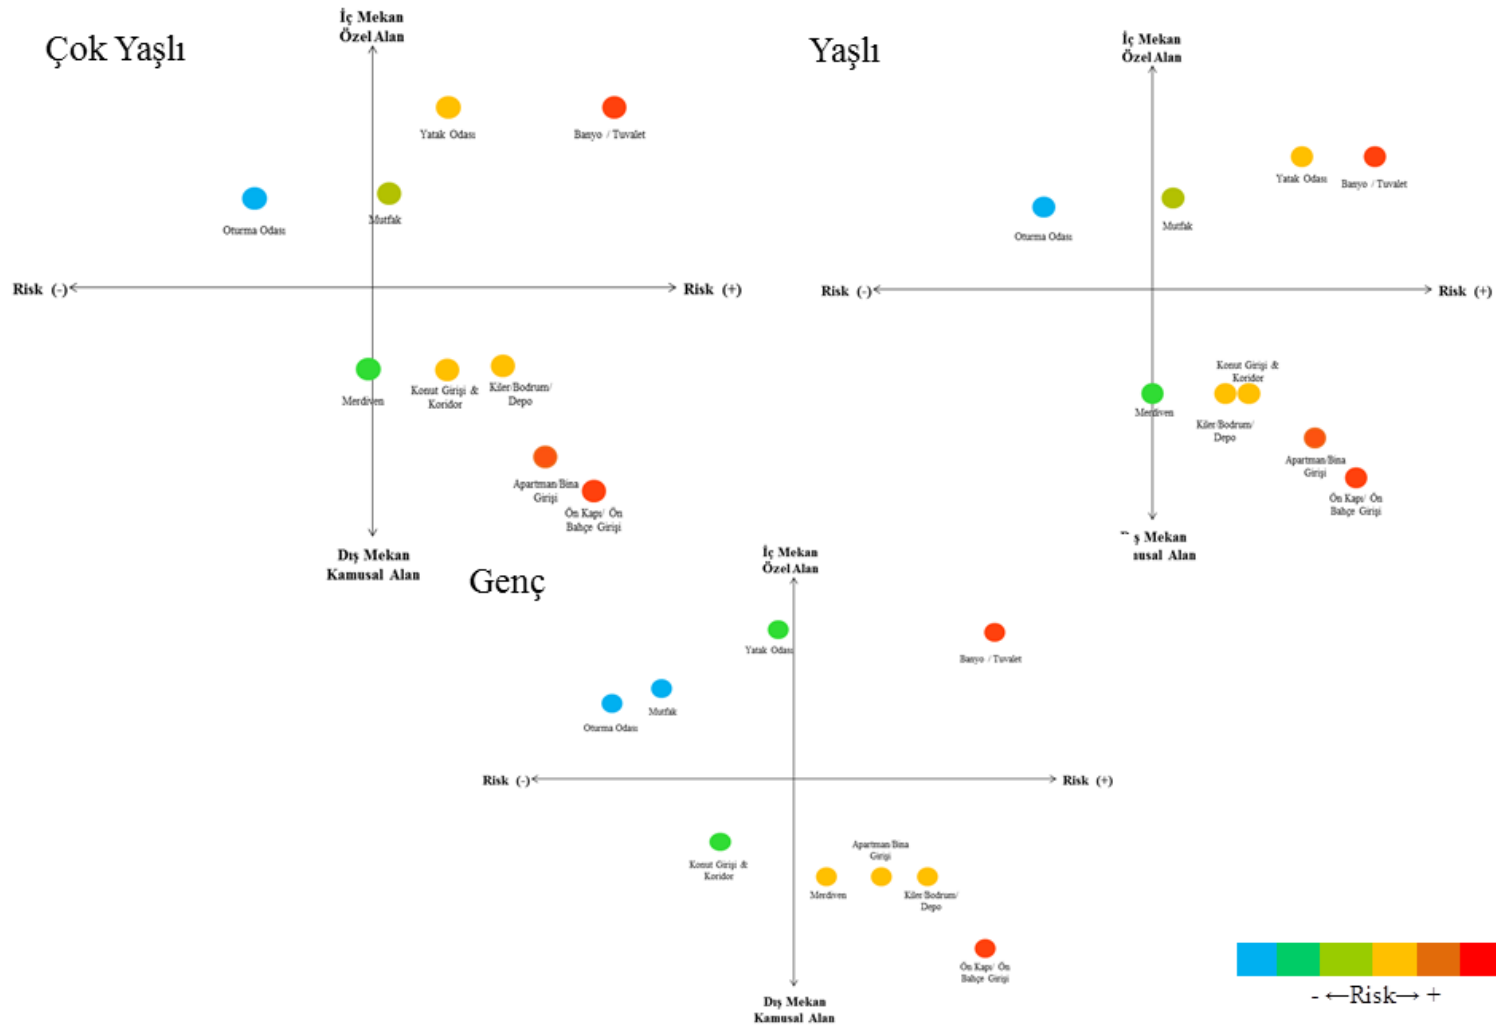 Çok Yaşlı
İç Mekan
Özel Alan
Yatak Odası
Banyo / Tuvalet
Oturma Odası
Mutfak
Risk (-)
Risk (+)
Merdiven
Konut Girişi &
Koridor
Kiler/Bodrum/
Depo
Apartman/Bina
Girişi
Ön Kapı/ Ön
Bahçe Girişi
Dış Mekan
Kamusal Alan
Yaşlı
İç Mekan
Özel Alan
Yatak Odası
Banyo / Tuvalet
Oturma Odası
Mutfak
Risk (-)
Risk (+)
Konut Girişi &
Koridor
Merdiven
Kiler/Bodrum/
Depo
Apartman/Bina
Girişi
Ön Kapı/ Ön
Bahçe Girişi
ş Mekan
usal Alan
Genç
İç Mekan
Özel Alan
Yatak Odası
Banyo / Tuvalet
Oturma Odası
Mutfak
Risk (-)
Risk (+)
Konut Girişi &
Koridor
Apartman/Bina
Girişi
Merdiven
Kiler/Bodrum/
Depo
Ön Kapı/ Ön
Bahçe Girişi
Dış Mekan
Kamusal Alan
- ←Risk→ +